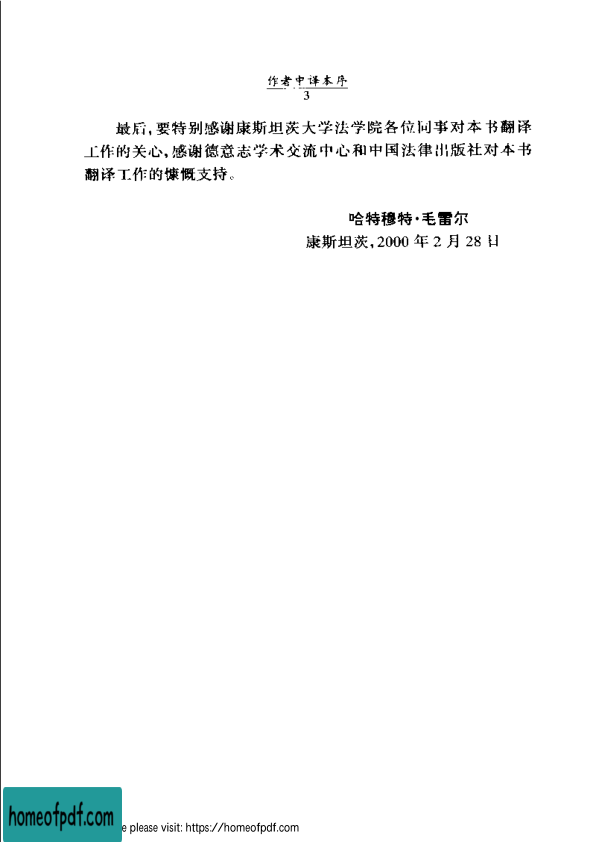 作者中译本序
3
最后,要特别感谢康斯坦茨大学法学院各位同事对本书翻译
工作的关心,感谢德意志学术交流中心和中国法律出版社对本书
翻译工作的慷慨支持。
哈特穆特·毛雷尔
康斯坦茨,2000 年 2 月 28 日
homeofpdf.com
e please visit: https://homeofpdf.com